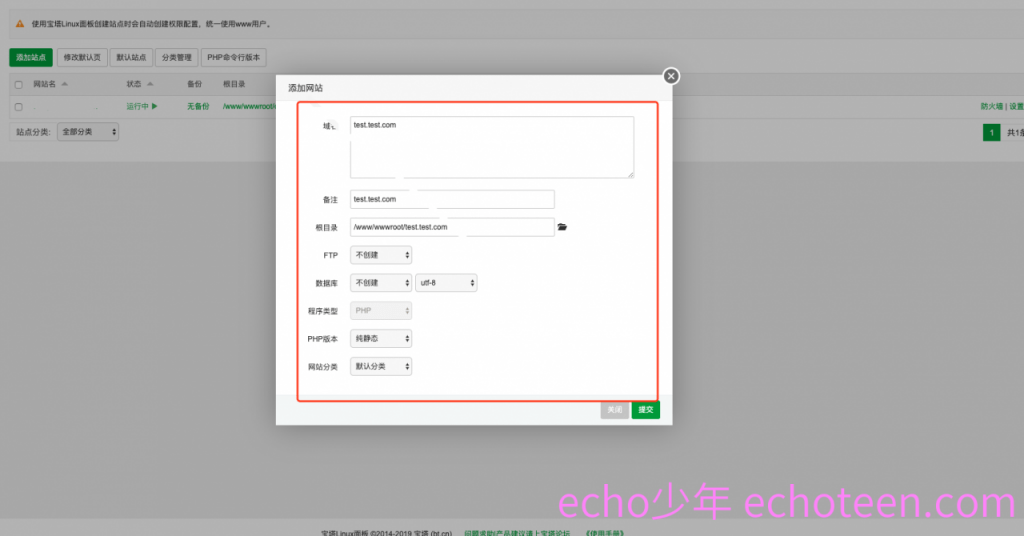 使用宝塔Linux面板创建站点时会自动创建权限配置，统一使用www用户。
添加站点 修改默认页 默认站点 分类管理 PHP命令行版本
网站名 状态 备份 根目录
运行中 无备份 /www/wwwroot/ 防火墙 | 设置
站点分类: 全部分类 1 共1条
添加网站
test.test.com
备注 test.test.com
根目录 /www/wwwroot/test.test.com
FTP 不创建
数据库 不创建 utf-8
程序类型 PHP
PHP版本 纯静态
网站分类 默认分类
关闭 提交
echo少年 echoteen.com
宝塔Linux面板 ©2014-2019 宝塔 (bt.cn) 问题求助|产品建议请上宝塔论坛 《使用手册》